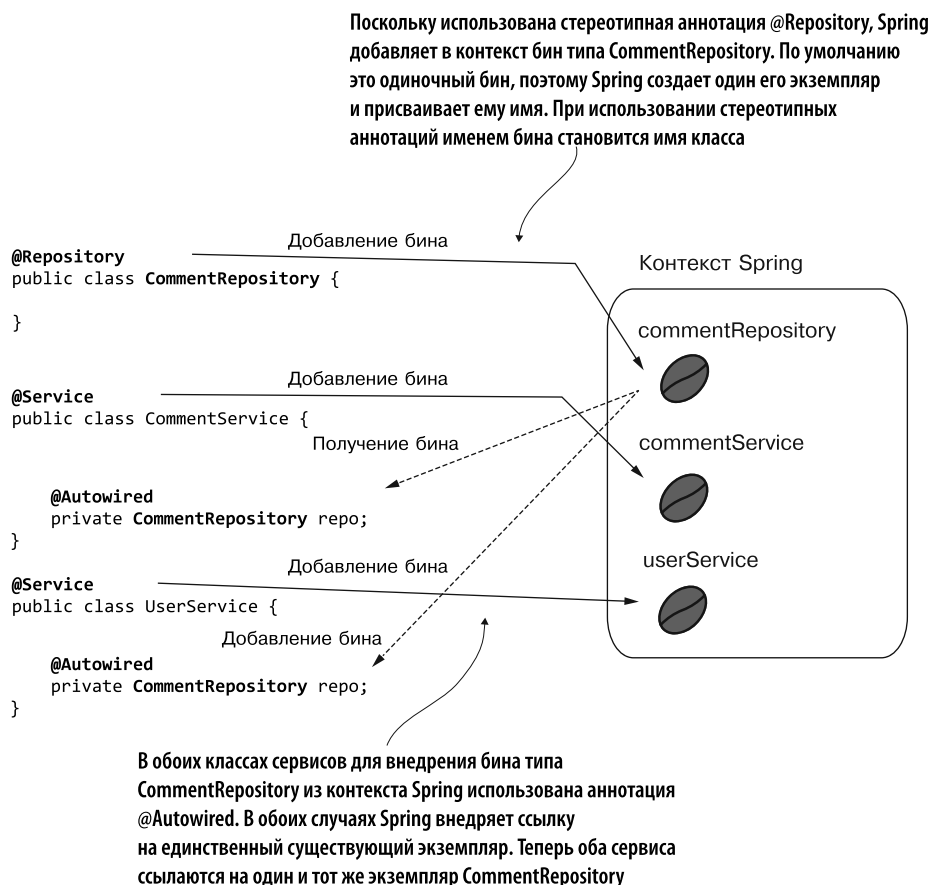 Поскольку использована стереотипная аннотация @Repository, Spring
добавляет в контекст бин типа CommentRepository. По умолчанию
это одиночный бин, поэтому Spring создает один его экземпляр
и присваивает ему имя. При использовании стереотипных
аннотаций именем бина становится имя класса
Добавление бина
@Repository
public class CommentRepository {
}
Контекст Spring
commentRepository
Добавление бина
@Service
public class CommentService {
Получение бина
commentService
@Autowired
private CommentRepository repo;
}
Добавление бина
userService
@Service
public class UserService {
Добавление бина
@Autowired
private CommentRepository repo;
}
В обоих классах сервисов для внедрения бина типа
CommentRepository из контекста Spring использована аннотация
@Autowired. В обоих случаях Spring внедряет ссылку
на единственный существующий экземпляр. Теперь оба сервиса
ссылаются на один и тот же экземпляр CommentRepository